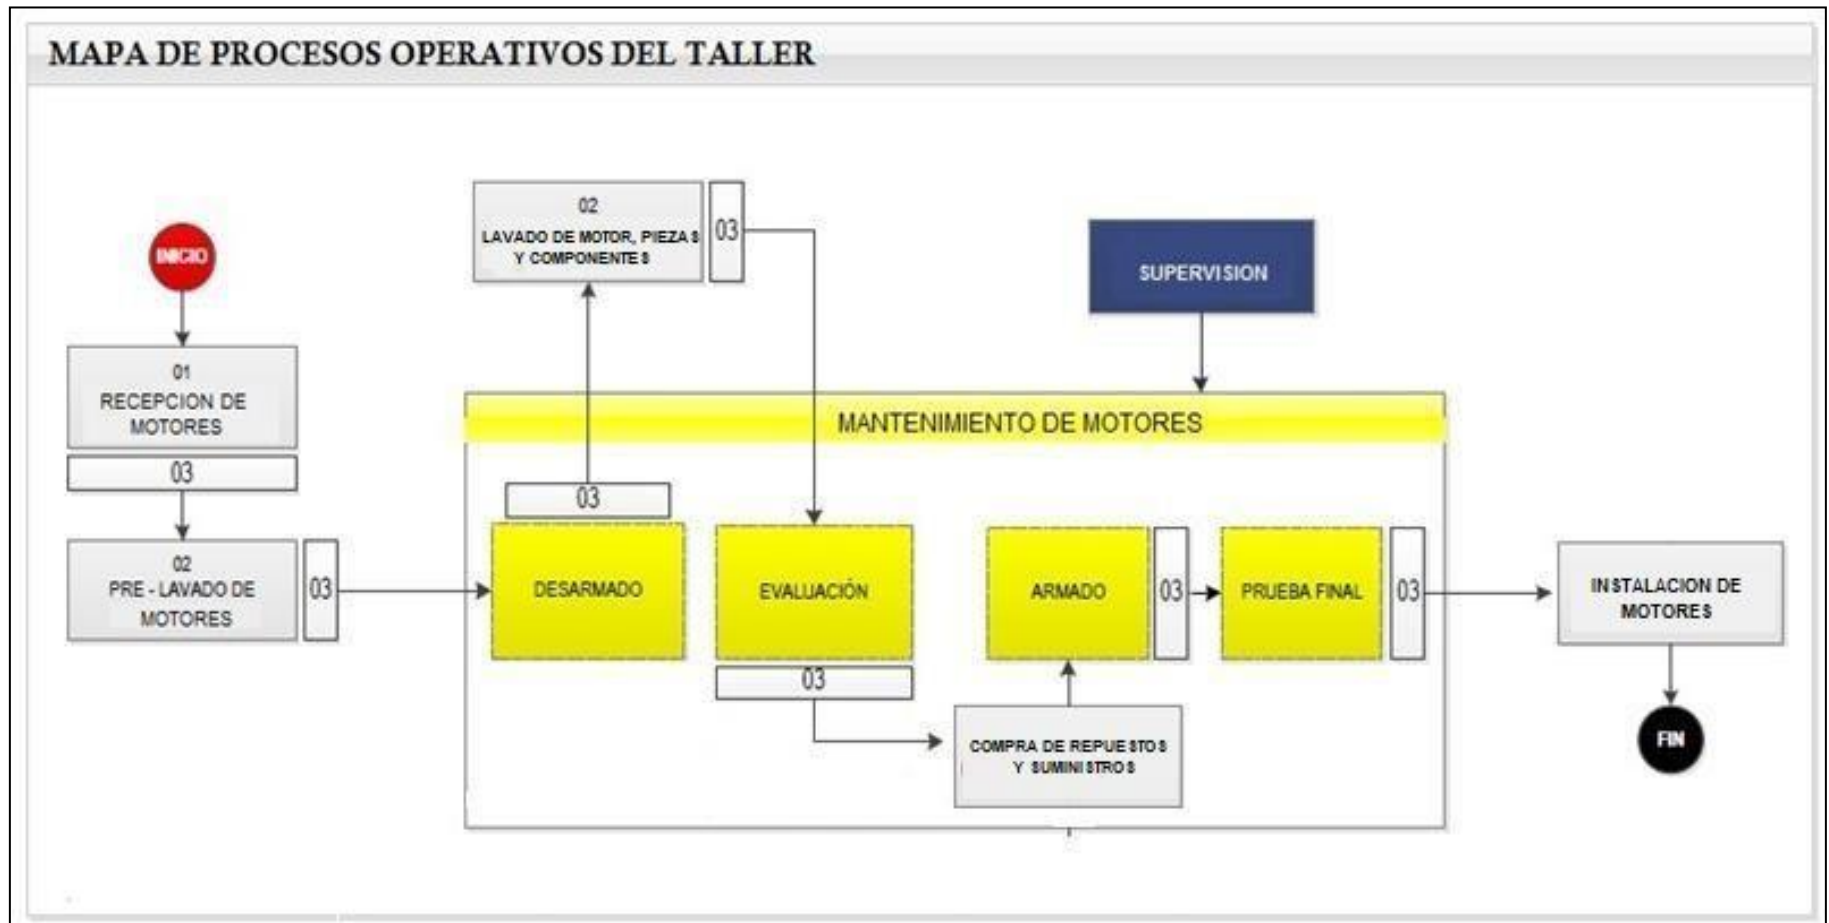 MAPA DE PROCESOS OPERATIVOS DEL TALLER
INICIO
01
RECEPCION DE
MOTORES
03
02
PRE - LAVADO DE
MOTORES
03
02
LAVADO DE MOTOR, PIEZAS
Y COMPONENTES
03
SUPERVISION
MANTENIMIENTO DE MOTORES
03
DESARMADO
EVALUACIÓN
03
COMPRA DE REPUESTOS
Y SUMINISTROS
ARMADO
03
PRUEBA FINAL
03
INSTALACION DE
MOTORES
FIN